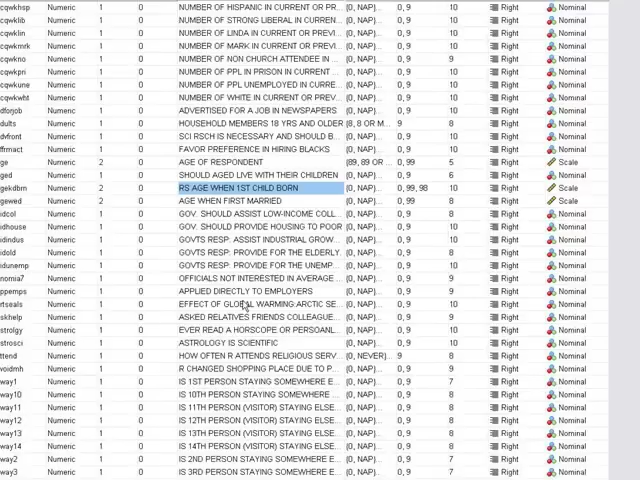 cqwkhsp Numeric 1 0 NUMBER OF HISPANIC IN CURRENT OR PR... {0, NAP}... 0, 9 10 Right Nominal
cqwklib Numeric 1 0 NUMBER OF STRONG LIBERAL IN CURREN... {0, NAP}... 0, 9 10 Right Nominal
cqwklin Numeric 1 0 NUMBER OF LINDA IN CURRENT OR PREVI... {0, NAP}... 0, 9 10 Right Nominal
cqwkmrk Numeric 1 0 NUMBER OF MARK IN CURRENT OR PREVI... {0, NAP}... 0, 9 10 Right Nominal
cqwkno Numeric 1 0 NUMBER OF NON CHURCH ATTENDEE IN ... {0, NAP}... 0, 9 9 Right Nominal
cqwkpri Numeric 1 0 NUMBER OF PPL IN PRISON IN CURRENT ... {0, NAP}... 0, 9 10 Right Nominal
cqwkune Numeric 1 0 NUMBER OF PPL UNEMPLOYED IN CURRE... {0, NAP}... 0, 9 10 Right Nominal
cqwkwht Numeric 1 0 NUMBER OF WHITE IN CURRENT OR PREV... {0, NAP}... 0, 9 10 Right Nominal
dforjob Numeric 1 0 ADVERTISED FOR A JOB IN NEWSPAPERS {0, NAP}... 0, 9 10 Right Nominal
dults Numeric 1 0 HOUSEHOLD MEMBERS 18 YRS AND OLDER {8, 8 OR M... 9 8 Right Nominal
dvfront Numeric 1 0 SCI RSCH IS NECESSARY AND SHOULD B... {0, NAP}... 0, 9 10 Right Nominal
ffrmact Numeric 1 0 FAVOR PREFERENCE IN HIRING BLACKS {0, NAP}... 0, 9 10 Right Nominal
ge Numeric 2 0 AGE OF RESPONDENT {89, 89 OR ... 0, 99 5 Right Scale
ged Numeric 1 0 SHOULD AGED LIVE WITH THEIR CHILDREN {0, NAP}... 0, 9 6 Right Nominal
gekdbrn Numeric 2 0 RS AGE WHEN 1ST CHILD BORN {0, NAP}... 0, 99, 98 10 Right Scale
gewed Numeric 2 0 AGE WHEN FIRST MARRIED {0, NAP}... 0, 99 8 Right Scale
idcol Numeric 1 0 GOV. SHOULD ASSIST LOW-INCOME COLL... {0, NAP}... 0, 9 8 Right Nominal
idhouse Numeric 1 0 GOV. SHOULD PROVIDE HOUSING TO POOR {0, NAP}... 0, 9 10 Right Nominal
idindus Numeric 1 0 GOVTS RESP: ASSIST INDUSTRIAL GROW... {0, NAP}... 0, 9 10 Right Nominal
idold Numeric 1 0 GOVTS RESP: PROVIDE FOR THE ELDERLY {0, NAP}... 0, 9 8 Right Nominal
idunemp Numeric 1 0 GOVTS RESP: PROVIDE FOR THE UNEMP... {0, NAP}... 0, 9 10 Right Nominal
nomia7 Numeric 1 0 OFFICIALS NOT INTERESTED IN AVERAGE ... {0, NAP}... 0, 9 9 Right Nominal
ppemps Numeric 1 0 APPLIED DIRECTLY TO EMPLOYERS {0, NAP}... 0, 9 9 Right Nominal
rtseals Numeric 1 0 EFFECT OF GLOBAL WARMING:ARCTIC SE... {0, NAP}... 0, 9 10 Right Nominal
skhelp Numeric 1 0 ASKED RELATIVES FRIENDS COLLEAGUE... {0, NAP}... 0, 9 9 Right Nominal
strolgy Numeric 1 0 EVER READ A HORSCOPE OR PERSOANL... {0, NAP}... 0, 9 10 Right Nominal
strosci Numeric 1 0 ASTROLOGY IS SCIENTIFIC {0, NAP}... 0, 9 10 Right Nominal
ttend Numeric 1 0 HOW OFTEN R ATTENDS RELIGIOUS SERV... {0, NEVER}... 9 8 Right Nominal
voidmh Numeric 1 0 R CHANGED SHOPPING PLACE DUE TO P... {0, NAP}... 0, 9 9 Right Nominal
way1 Numeric 1 0 IS 1ST PERSON STAYING SOMEWHERE E... {0, NAP}... 0, 9 7 Right Nominal
way10 Numeric 1 0 IS 10TH PERSON STAYING SOMEWHERE ... {0, NAP}... 0, 9 8 Right Nominal
way11 Numeric 1 0 IS 11TH PERSON (VISITOR) STAYING ELSE... {0, NAP}... 0, 9 8 Right Nominal
way12 Numeric 1 0 IS 12TH PERSON (VISITOR) STAYING ELSE... {0, NAP}... 0, 9 8 Right Nominal
way13 Numeric 1 0 IS 13TH PERSON (VISITOR) STAYING ELSE... {0, NAP}... 0, 9 8 Right Nominal
way14 Numeric 1 0 IS 14TH PERSON (VISITOR) STAYING ELSE... {0, NAP}... 0, 9 8 Right Nominal
way2 Numeric 1 0 IS 2ND PERSON STAYING SOMEWHERE E... {0, NAP}... 0, 9 7 Right Nominal
way3 Numeric 1 0 IS 3RD PERSON STAYING SOMEWHERE E... {0, NAP}... 0, 9 7 Right Nominal